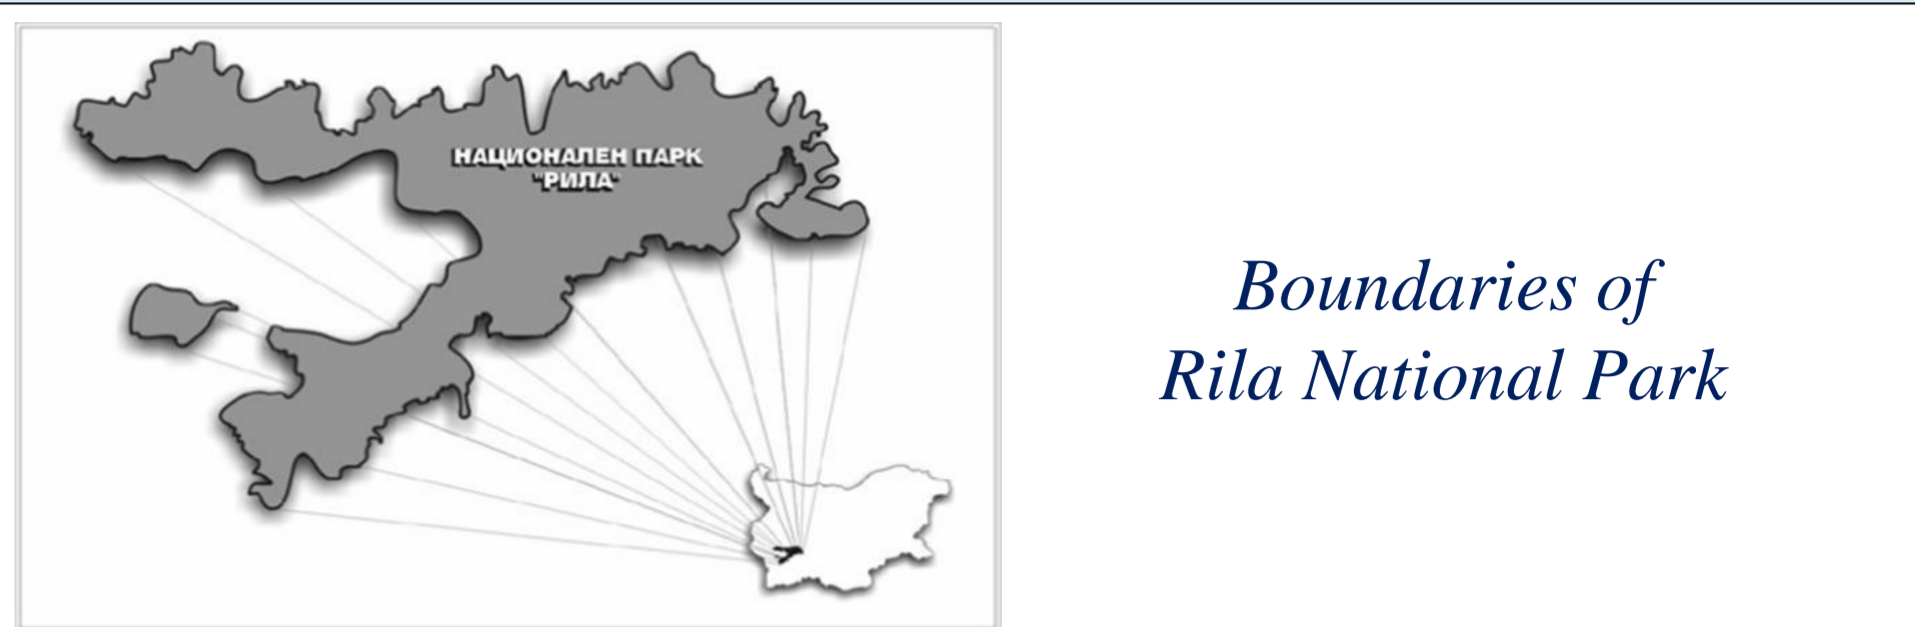 НАЦИОНАЛЕН ПАРК
"РИЛА"
Boundaries of
Rila National Park